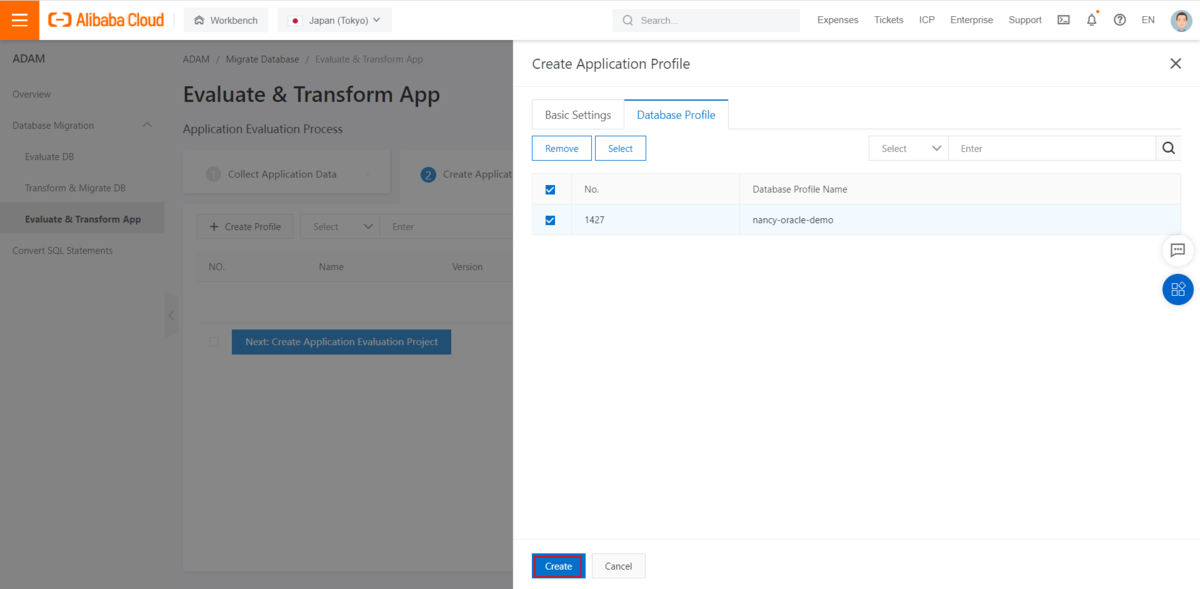 Alibaba Cloud
Workbench
Japan (Tokyo)
Search...
Expenses
Tickets
ICP
Enterprise
Support
EN
ADAM
Overview
Database Migration
Evaluate DB
Transform & Migrate DB
Evaluate & Transform App
Convert SQL Statements
ADAM / Migrate Database / Evaluate & Transform App
Evaluate & Transform App
Application Evaluation Process
1 Collect Application Data
2 Create Applicat
+ Create Profile
Select
Enter
NO.
Name
Version
Next: Create Application Evaluation Project
Create Application Profile
Basic Settings
Database Profile
Remove
Select
Select
Enter
No.
Database Profile Name
1427
nancy-oracle-demo
Create
Cancel